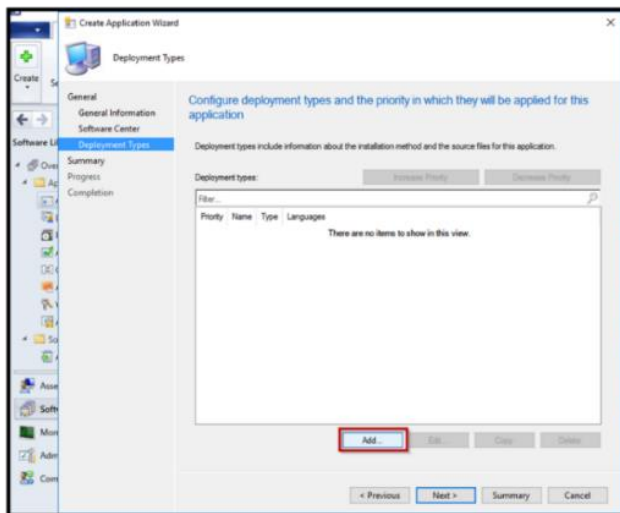 Create Application Wizard
Deployment Types
Create
General
General Information
Software Center
Deployment Types
Summary
Progress
Completion
Configure deployment types and the priority in which they will be applied for this
application
Deployment types include information about the installation method and the source files for this application.
Deployment types:
Increase Priority
Decrease Priority
Filter...
Priority Name Type Languages
There are no items to show in this view.
Add...
Edit...
Copy
Delete
< Previous
Next >
Summary
Cancel
Software Li
Ove
Ap
So
Asse
Softw
Mon
Adm
Com